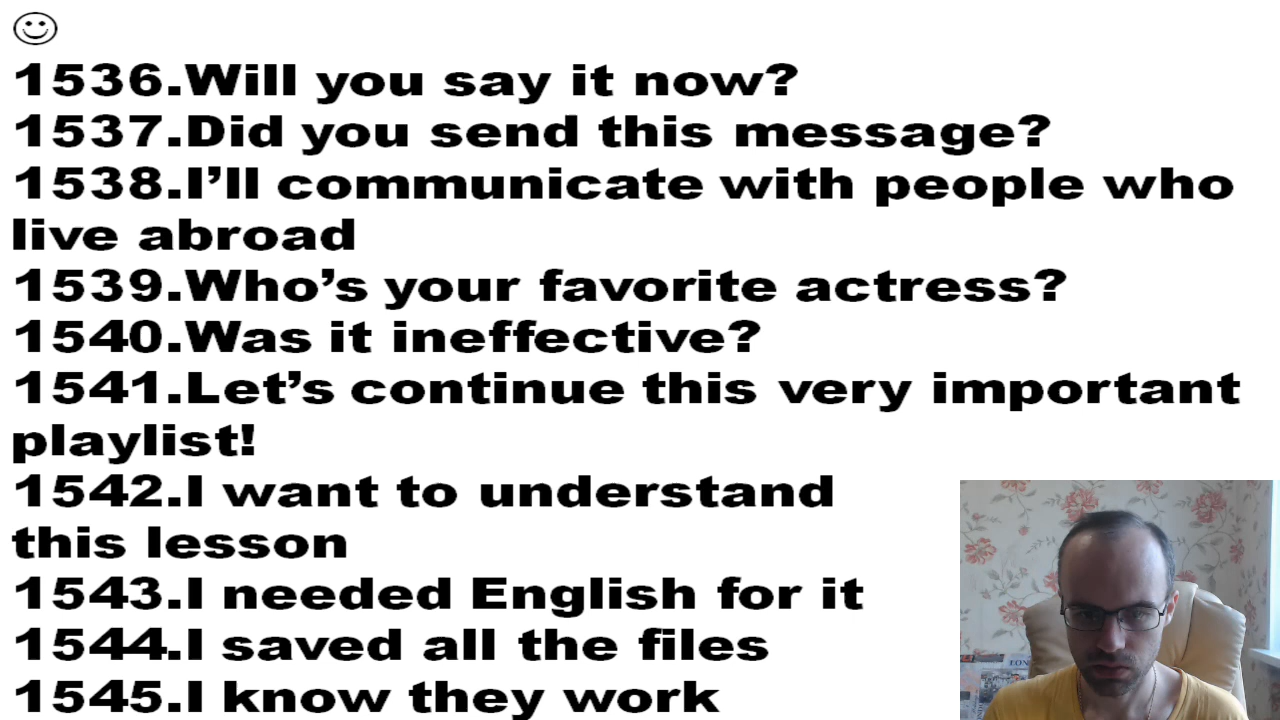 1536.Will you say it now?
1537.Did you send this message?
1538.I’ll communicate with people who
live abroad
1539.Who’s your favorite actress?
1540.Was it ineffective?
1541.Let’s continue this very important
playlist!
1542.I want to understand
this lesson
1543.I needed English for it
1544.I saved all the files
1545.I know they work